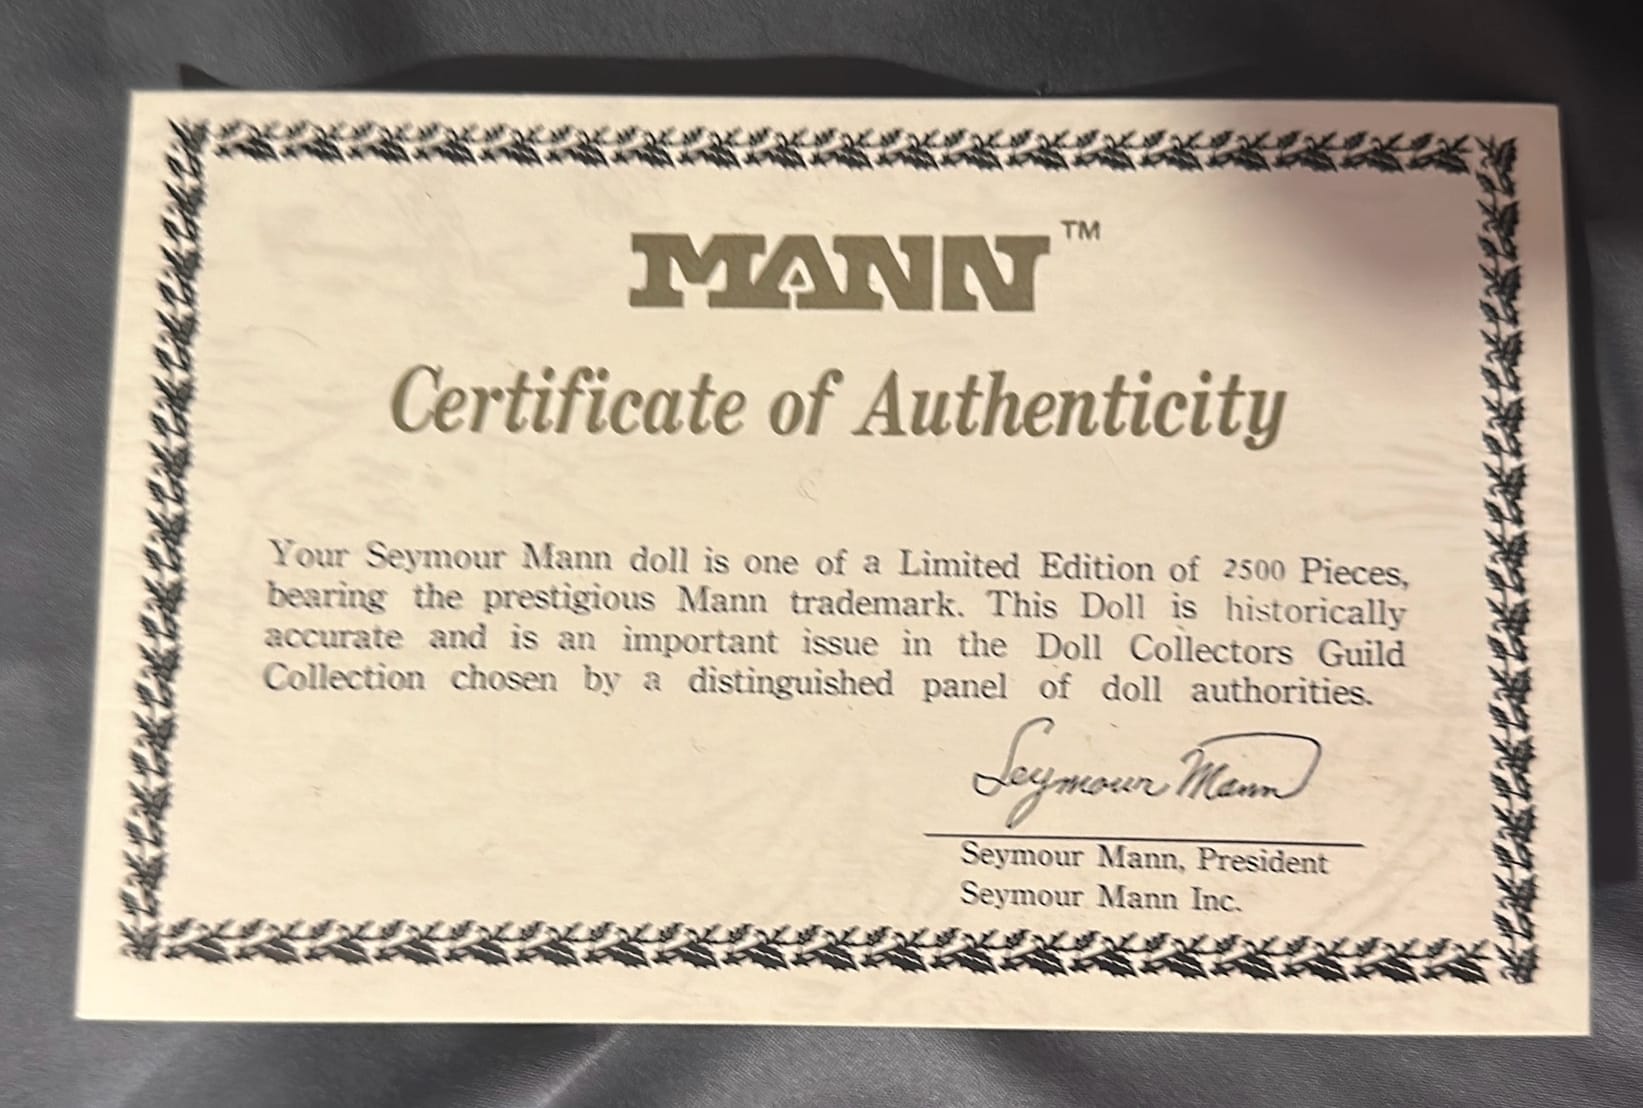 MANN™
Certificate of Authenticity
Your Seymour Mann doll is one of a Limited Edition of 2500 Pieces,
bearing the prestigious Mann trademark. This Doll is historically
accurate and is an important issue in the Doll Collectors Guild
Collection chosen by a distinguished panel of doll authorities.
Seymour Mann
Seymour Mann, President
Seymour Mann Inc.